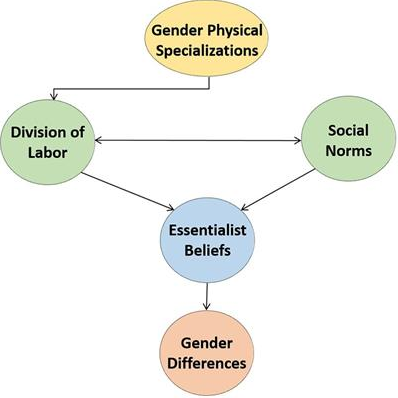 Gender Physical
Specializations
Division of
Labor
Social
Norms
Essentialist
Beliefs
Gender
Differences